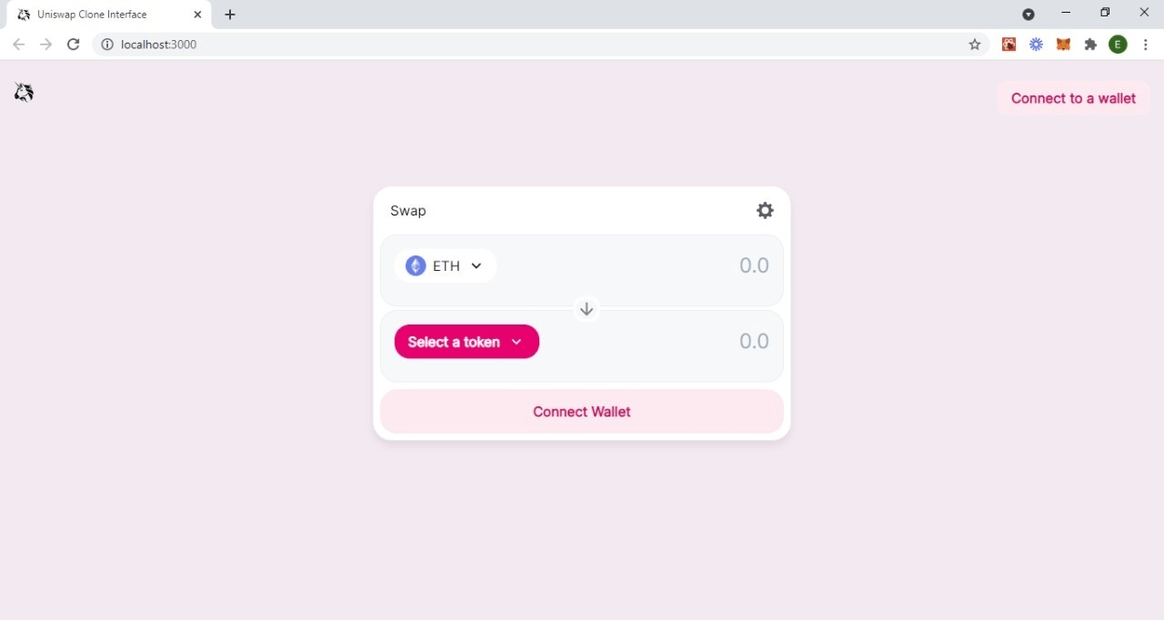 Uniswap Clone Interface
localhost:3000
E
Connect to a wallet
Swap
ETH
0.0
Select a token
0.0
Connect Wallet